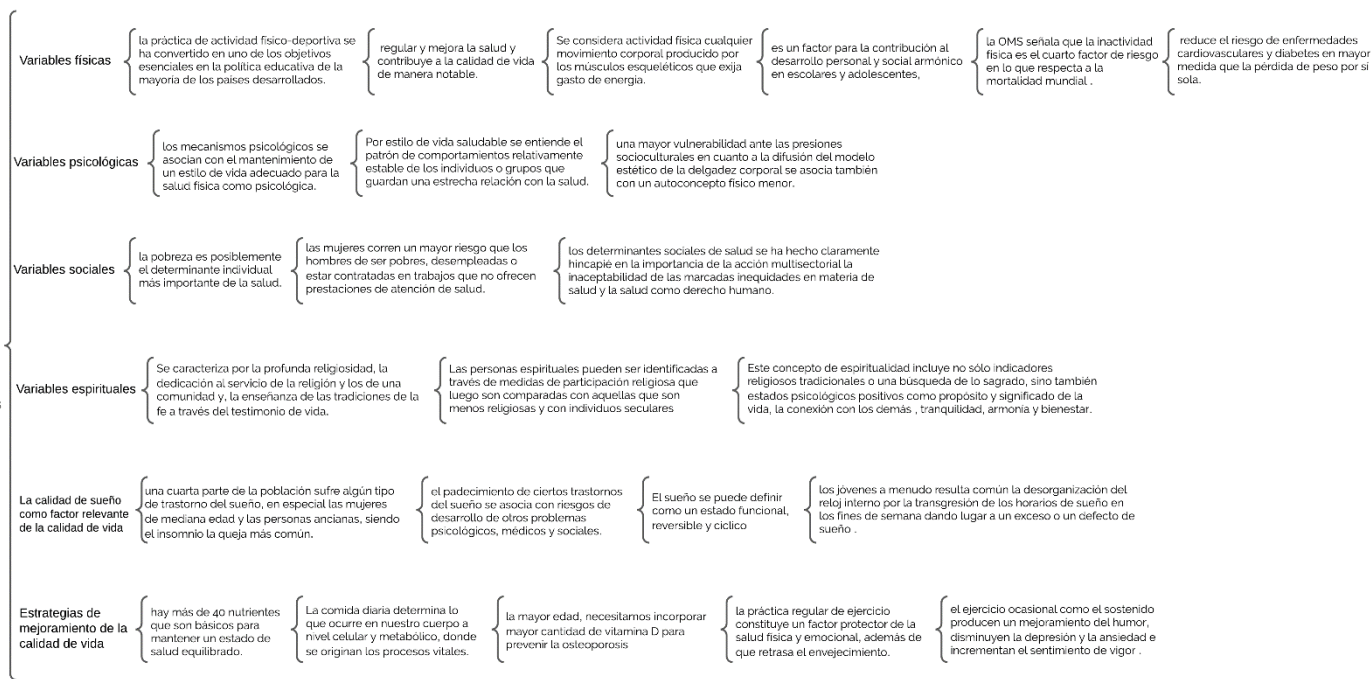 Variables físicas
la práctica de actividad físico-deportiva se
ha convertido en uno de los objetivos
esenciales en la política educativa de la
mayoría de los países desarrollados.
regular y mejora la salud y
contribuye a la calidad de vida
de manera notable.
Se considera actividad física cualquier
movimiento corporal producido por
los músculos esqueléticos que exija
gasto de energía.
es un factor para la contribución al
desarrollo personal y social armónico
en escolares y adolescentes,
la OMS señala que la inactividad
física es el cuarto factor de riesgo
en lo que respecta a la
mortalidad mundial .
reduce el riesgo de enfermedades
cardiovasculares y diabetes en mayor
medida que la pérdida de peso por sí
sola.
Variables psicológicas
los mecanismos psicológicos se
asocian con el mantenimiento de
un estilo de vida adecuado para la
salud física como psicológica.
Por estilo de vida saludable se entiende el
patrón de comportamientos relativamente
estable de los individuos o grupos que
guardan una estrecha relación con la salud.
una mayor vulnerabilidad ante las presiones
socioculturales en cuanto a la difusión del modelo
estético de la delgadez corporal se asocia también
con un autoconcepto físico menor.
Variables sociales
la pobreza es posiblemente
el determinante individual
más importante de la salud.
las mujeres corren un mayor riesgo que los
hombres de ser pobres, desempleadas o
estar contratadas en trabajos que no ofrecen
prestaciones de atención de salud.
los determinantes sociales de salud se ha hecho claramente
hincapié en la importancia de la acción multisectorial la
inaceptabilidad de las marcadas inequidades en materia de
salud y la salud como derecho humano.
Variables espirituales
Se caracteriza por la profunda religiosidad, la
dedicación al servicio de la religión y los de una
comunidad y, la enseñanza de las tradiciones de la
fe a través del testimonio de vida.
Las personas espirituales pueden ser identificadas a
través de medidas de participación religiosa que
luego son comparadas con aquellas que son
menos religiosas y con individuos seculares
Este concepto de espiritualidad incluye no sólo indicadores
religiosos tradicionales o una búsqueda de lo sagrado, sino también
estados psicológicos positivos como propósito y significado de la
vida, la conexión con los demás , tranquilidad, armonía y bienestar.
La calidad de sueño
como factor relevante
de la calidad de vida
una cuarta parte de la población sufre algún tipo
de trastorno del sueño, en especial las mujeres
de mediana edad y las personas ancianas, siendo
el insomnio la queja más común.
el padecimiento de ciertos trastornos
del sueño se asocia con riesgos de
desarrollo de otros problemas
psicológicos, médicos y sociales.
El sueño se puede definir
como un estado funcional,
reversible y cíclico
los jóvenes a menudo resulta común la desorganización del
reloj interno por la transgresión de los horarios de sueño en
los fines de semana dando lugar a un exceso o un defecto de
sueño .
Estrategias de
mejoramiento de la
calidad de vida
hay más de 40 nutrientes
que son básicos para
mantener un estado de
salud equilibrado.
La comida diaria determina lo
que ocurre en nuestro cuerpo a
nivel celular y metabólico, donde
se originan los procesos vitales.
la mayor edad, necesitamos incorporar
mayor cantidad de vitamina D para
prevenir la osteoporosis
la práctica regular de ejercicio
constituye un factor protector de la
salud física y emocional, además de
que retrasa el envejecimiento.
el ejercicio ocasional como el sostenido
producen un mejoramiento del humor,
disminuyen la depresión y la ansiedad e
incrementan el sentimiento de vigor .